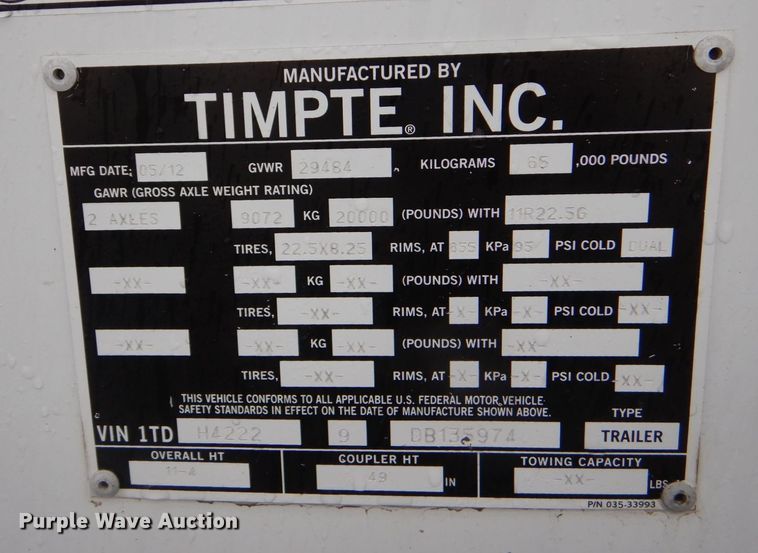 MANUFACTURED BY
TIMPTE® INC.
MFG DATE: 05/12 GVWR 29484 KILOGRAMS 65 ,000 POUNDS
GAWR (GROSS AXLE WEIGHT RATING)
2 AXLES 9072 KG 20000 (POUNDS) WITH 11R22.5G
TIRES, 22.5X8.25 RIMS, AT 655 KPa 95 PSI COLD DUAL
-XX- -XX- KG -XX- (POUNDS) WITH -XX-
TIRES, -XX- RIMS, AT -X- KPa -X- PSI COLD -XX-
-XX- -XX- KG -XX- (POUNDS) WITH -XX-
TIRES, -XX- RIMS, AT -X- KPa -X- PSI COLD -XX-
THIS VEHICLE CONFORMS TO ALL APPLICABLE U.S. FEDERAL MOTOR VEHICLE
SAFETY STANDARDS IN EFFECT ON THE DATE OF MANUFACTURE SHOWN ABOVE. TYPE
VIN 1TD H4222 9 DB135974 TRAILER
OVERALL HT COUPLER HT TOWING CAPACITY
11-4 49 IN -XX- LBS.
P/N 035-33993
Purple Wave Auction